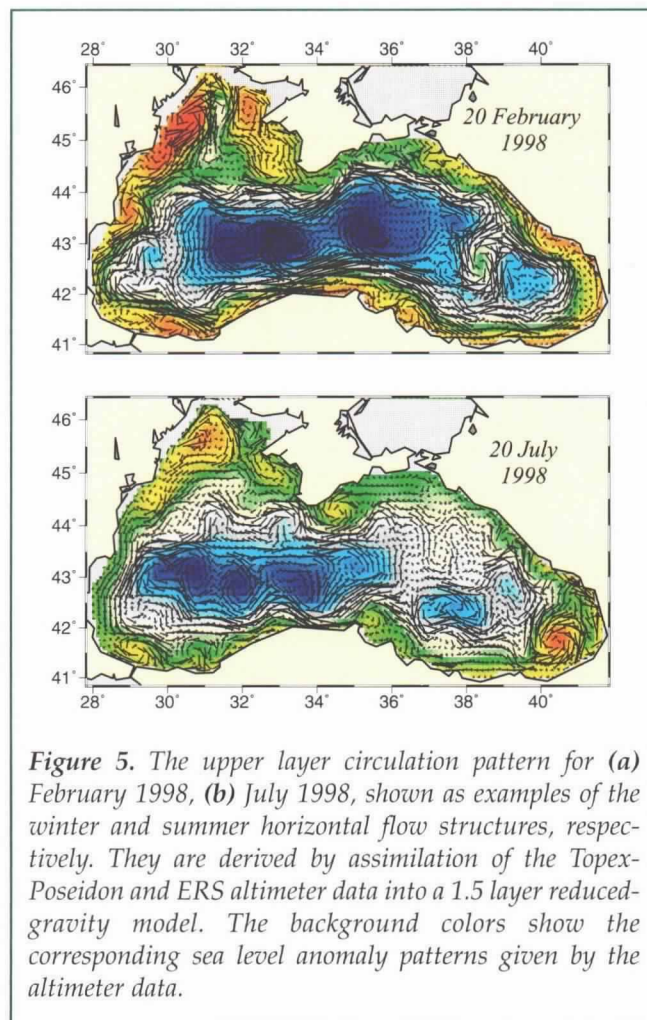 28° 30° 32° 34° 36° 38° 40°
46°
45°
44°
43°
42°
41°
20 February
1998
46°
45°
44°
43°
42°
41°
20 July
1998
28° 30° 32° 34° 36° 38° 40°
Figure 5. The upper layer circulation pattern for (a)
February 1998, (b) July 1998, shown as examples of the
winter and summer horizontal flow structures, respec-
tively. They are derived by assimilation of the Topex-
Poseidon and ERS altimeter data into a 1.5 layer reduced-
gravity model. The background colors show the
corresponding sea level anomaly patterns given by the
altimeter data.